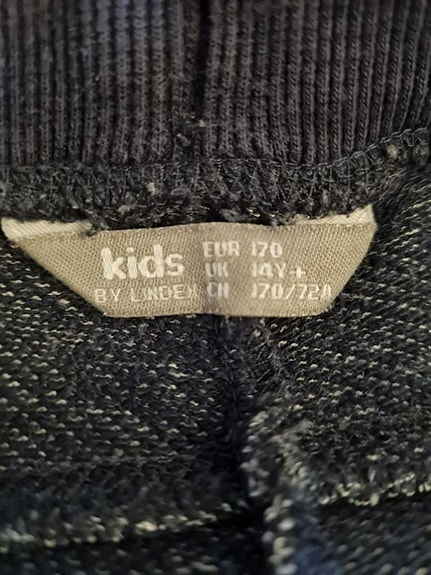 kids
BY LINDEX
EUR 170
UK 14Y+
CN 170/72A